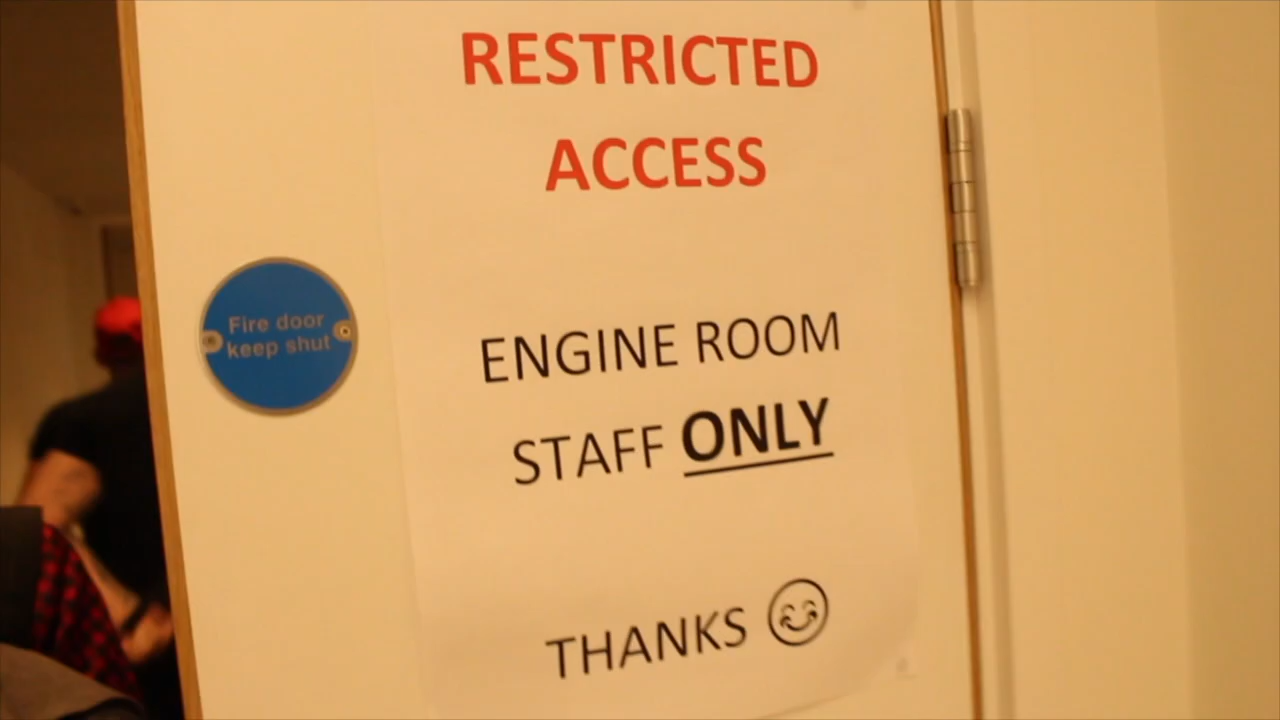 RESTRICTED
ACCESS
Fire door
keep shut
ENGINE ROOM
STAFF ONLY
THANKS